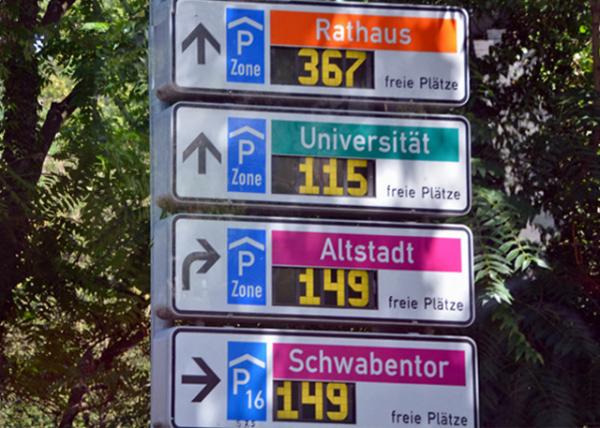 P Rathaus
Zone 367 freie Plätze
P Universität
Zone 115 freie Plätze
P Altstadt
Zone 149 freie Plätze
P16 Schwabentor
149 freie Plätze